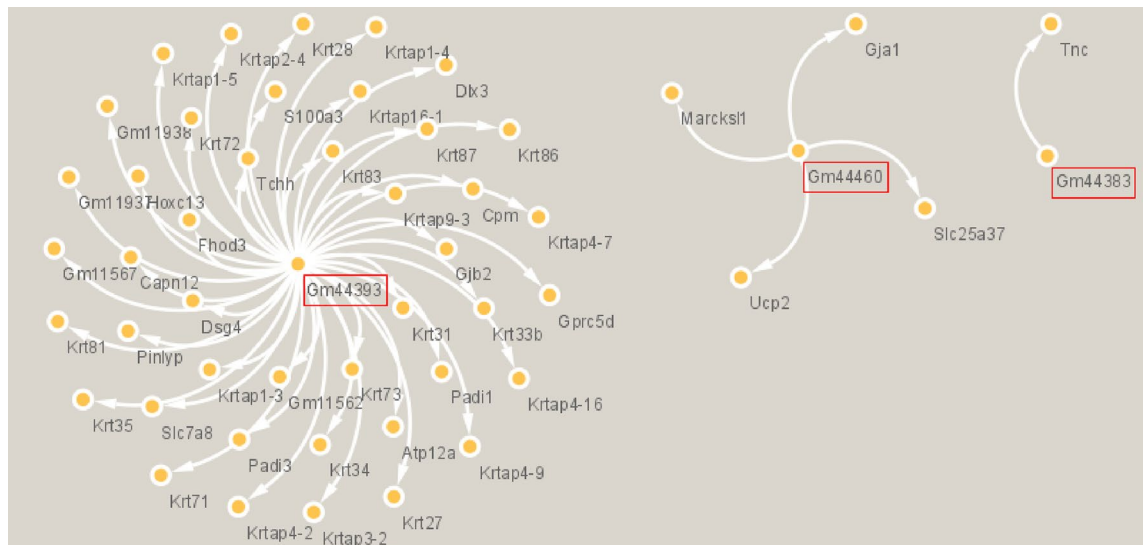 Krt28
Krtap1-4
Gja1
Tnc
Krtap2-4
Krtap1-5
Dlx3
S100a3
Krtap16-1
Marcksl1
Gm11938
Krt72
Krt87
Krt86
Tchh
Krt83
Gm44460
Gm44383
Gm11937
Hoxc13
Krtap9-3
Cpm
Krtap4-7
Slc25a37
Fhod3
Gm11567
Capn12
Gjb2
Gm44393
Ucp2
Gprc5d
Dsg4
Krt31
Krt33b
Krt81
Pinlyp
Krtap1-3
Gm11562
Krt73
Padi1
Krtap4-16
Krt35
Slc7a8
Atp12a
Padi3
Krt34
Krtap4-9
Krt71
Krtap4-2
Krtap3-2
Krt27